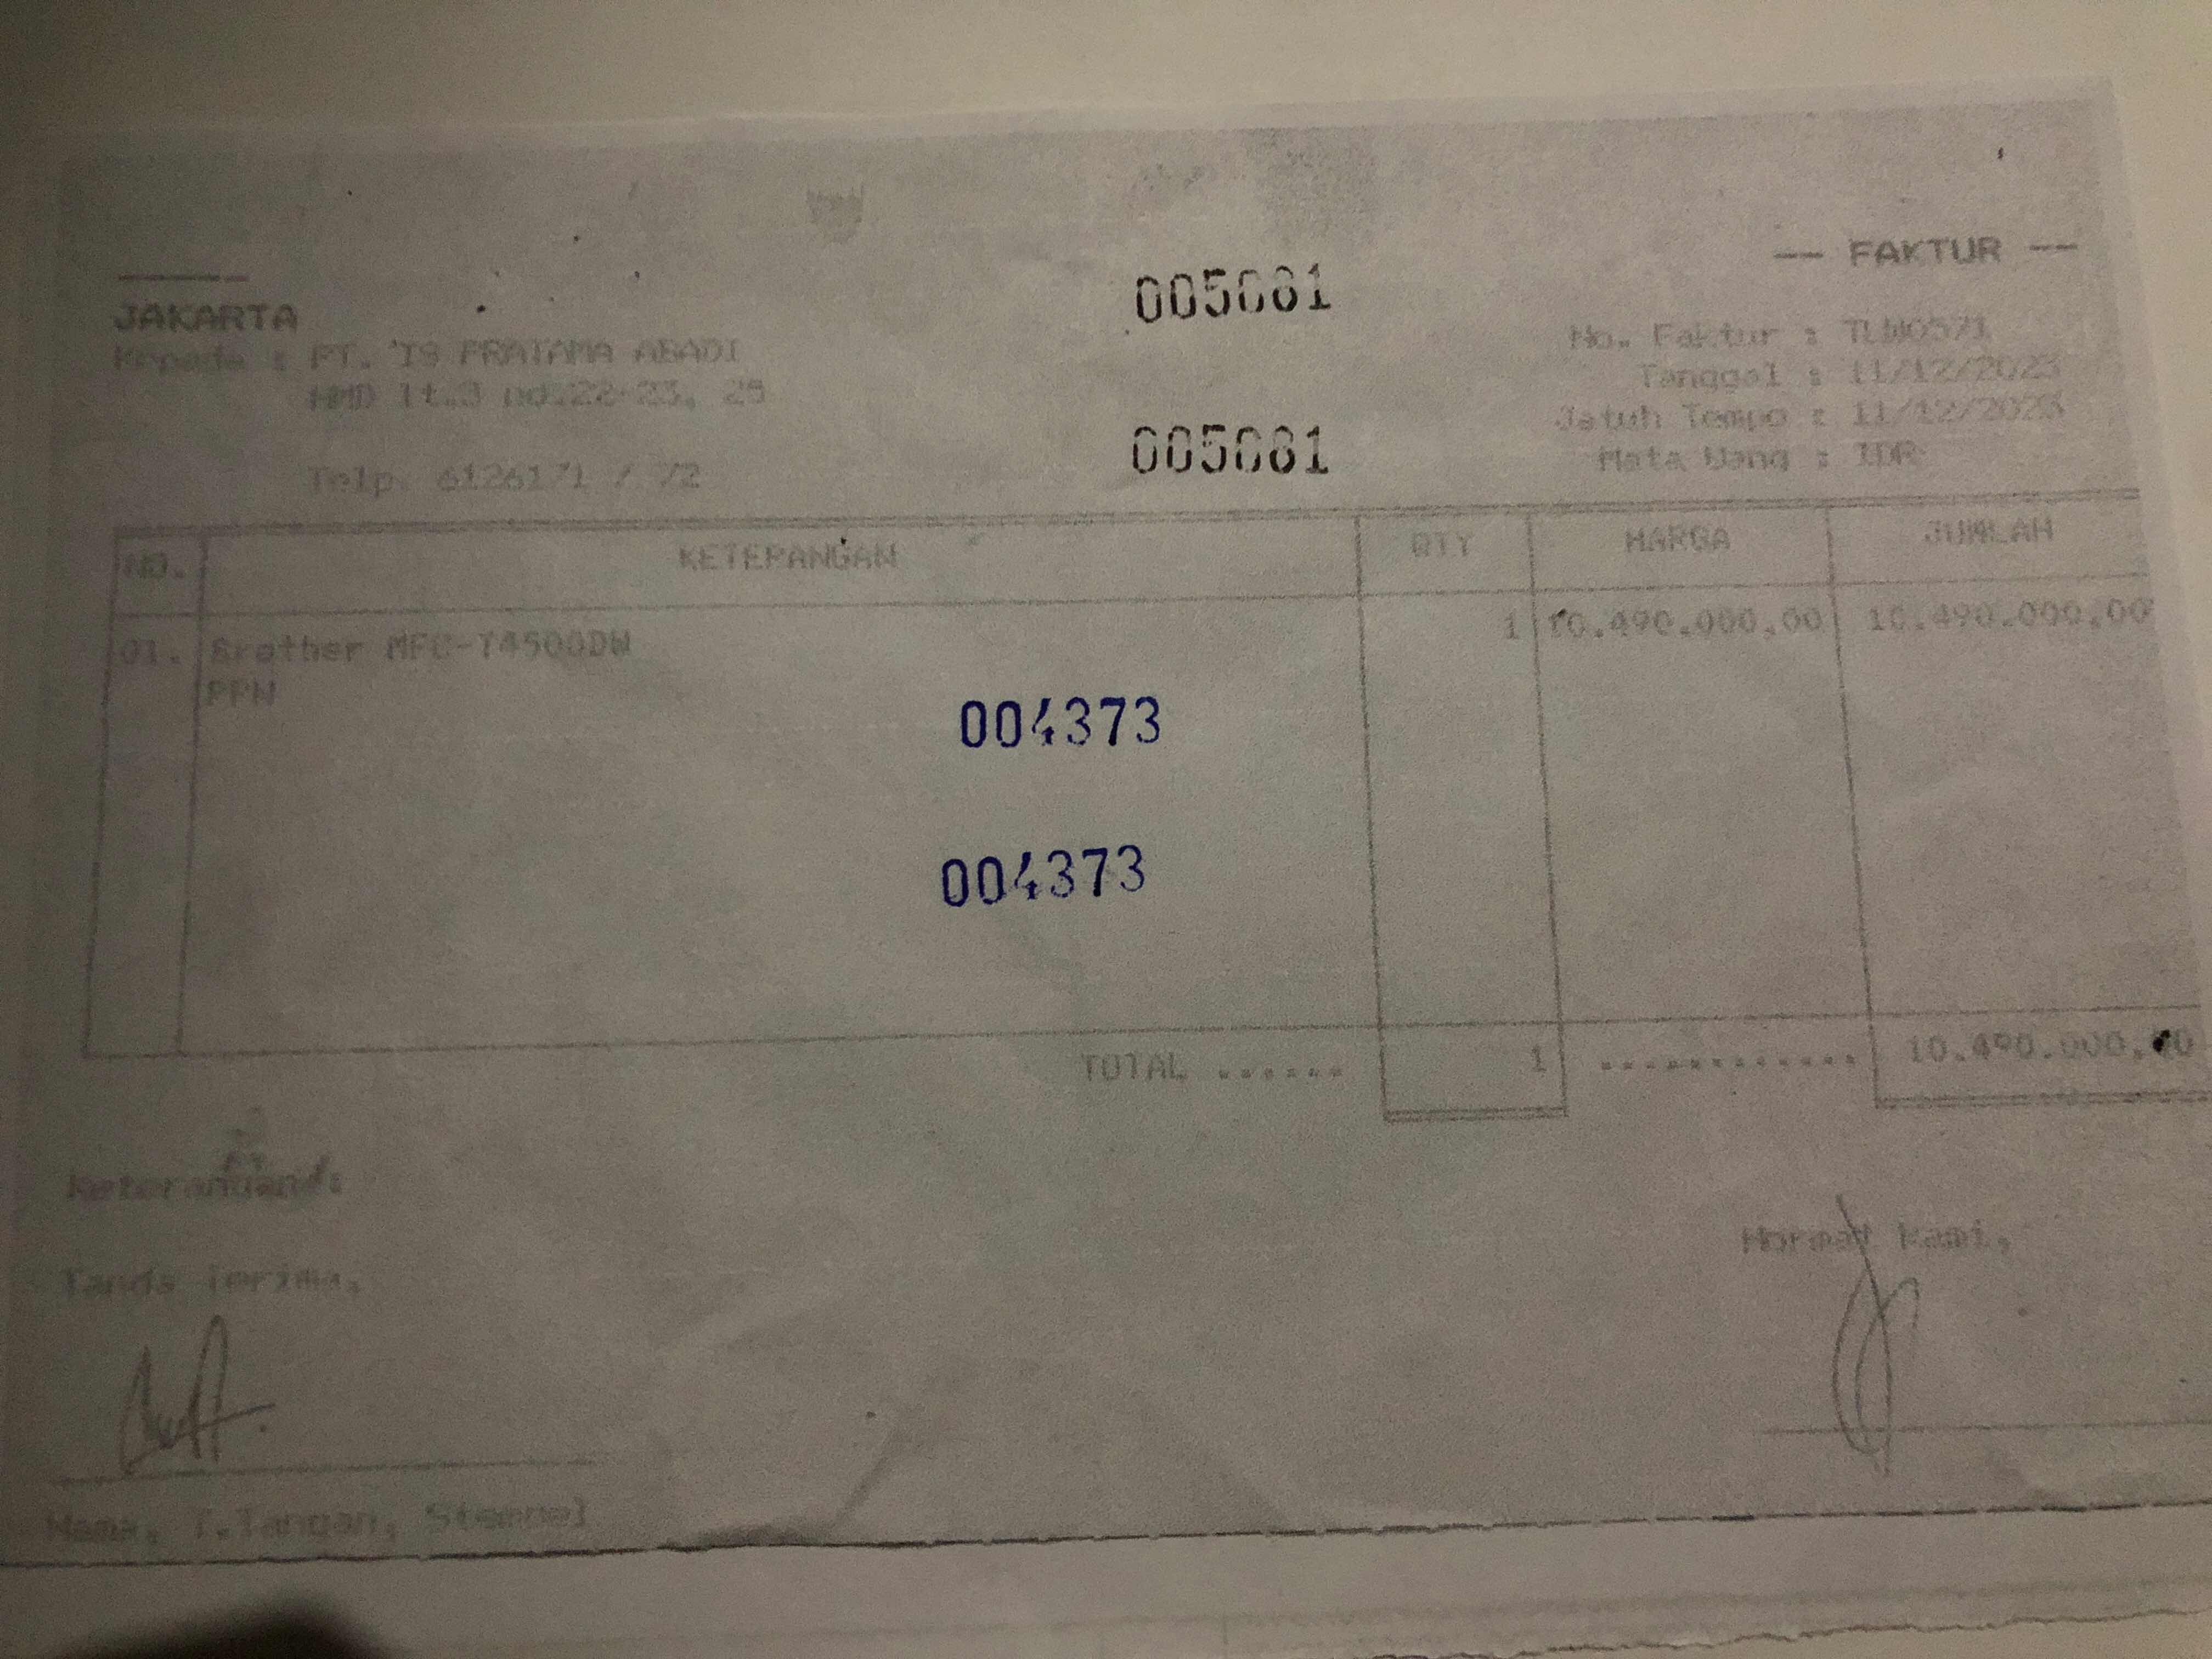 -- FAKTUR --
JAKARTA
005081
No. Faktur :
Kepada : PT. PRATAMA ABADI
Tanggal : 11/12/2023
HMD lt.3 no.22-23, 29
Jatuh Tempo : 11/12/2023
005081
Mata Uang : IDR
Telp. 6126171 / 72
NO. KETERANGAN QTY HARGA JUMLAH
01. Brother MFC-T4500DW 1 10.490.000,00 10.490.000,00
PPN
004373
004373
TOTAL ...... 1 ............ 10.490.000,00
Keterangan :
Hormat Kami,
Tanda Terima,
Nama, T.Tangan, Stempel